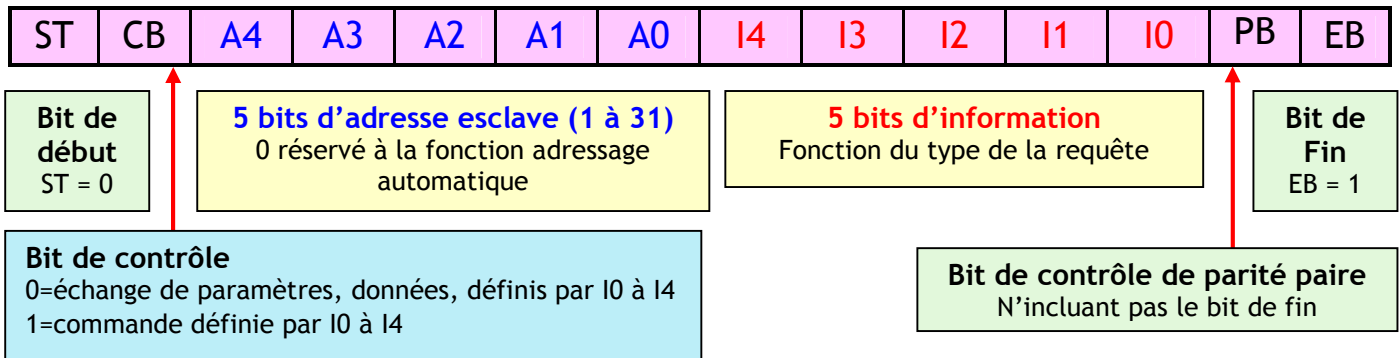 ST CB A4 A3 A2 A1 A0 I4 I3 I2 I1 I0 PB EB
Bit de
début
ST = 0
5 bits d’adresse esclave (1 à 31)
0 réservé à la fonction adressage
automatique
5 bits d’information
Fonction du type de la requête
Bit de
Fin
EB = 1
Bit de contrôle
0=échange de paramètres, données, définis par I0 à I4
1=commande définie par I0 à I4
Bit de contrôle de parité paire
N’incluant pas le bit de fin